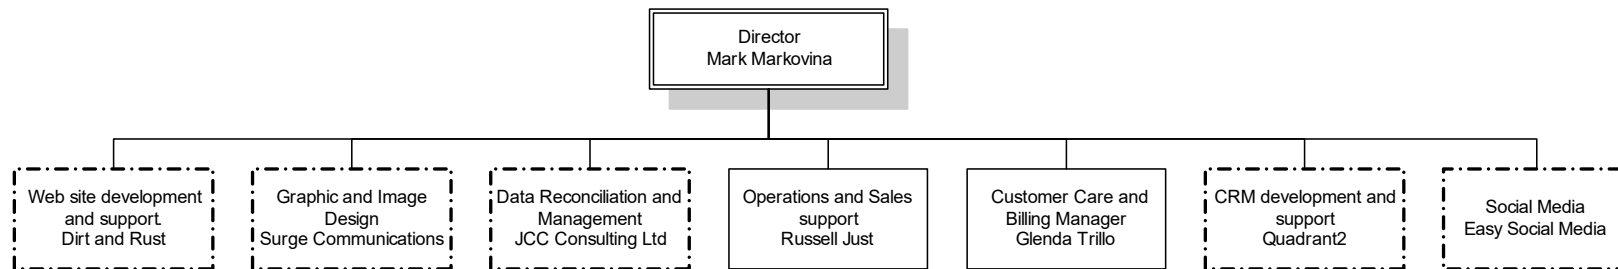 Director
Mark Markovina
Web site development
and support.
Dirt and Rust
Graphic and Image
Design
Surge Communications
Data Reconciliation and
Management
JCC Consulting Ltd
Operations and Sales
support
Russell Just
Customer Care and
Billing Manager
Glenda Trillo
CRM development and
support
Quadrant2
Social Media
Easy Social Media